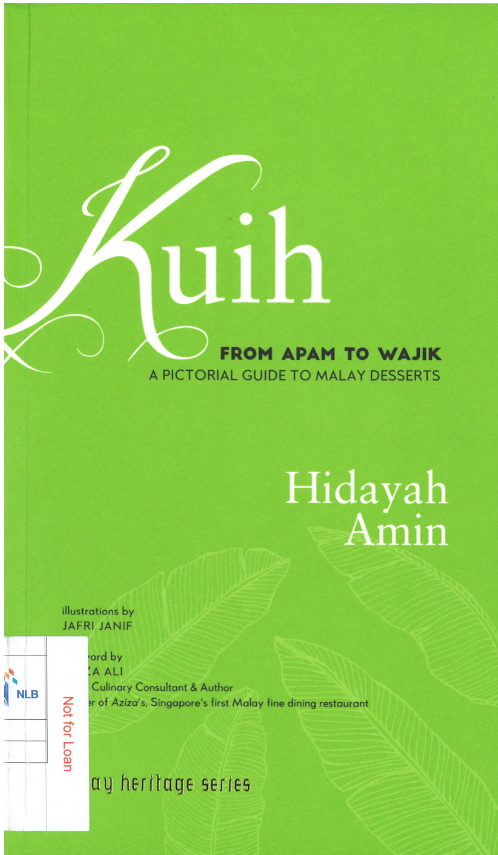 Kuih
FROM APAM TO WAJIK
A PICTORIAL GUIDE TO MALAY DESSERTS
Hidayah
Amin
illustrations by
JAFRI JANIF
by
ALI
Culinary Consultant & Author
of Aziza's, Singapore's first Malay fine dining restaurant
NLB
Not for Loan
heritage series